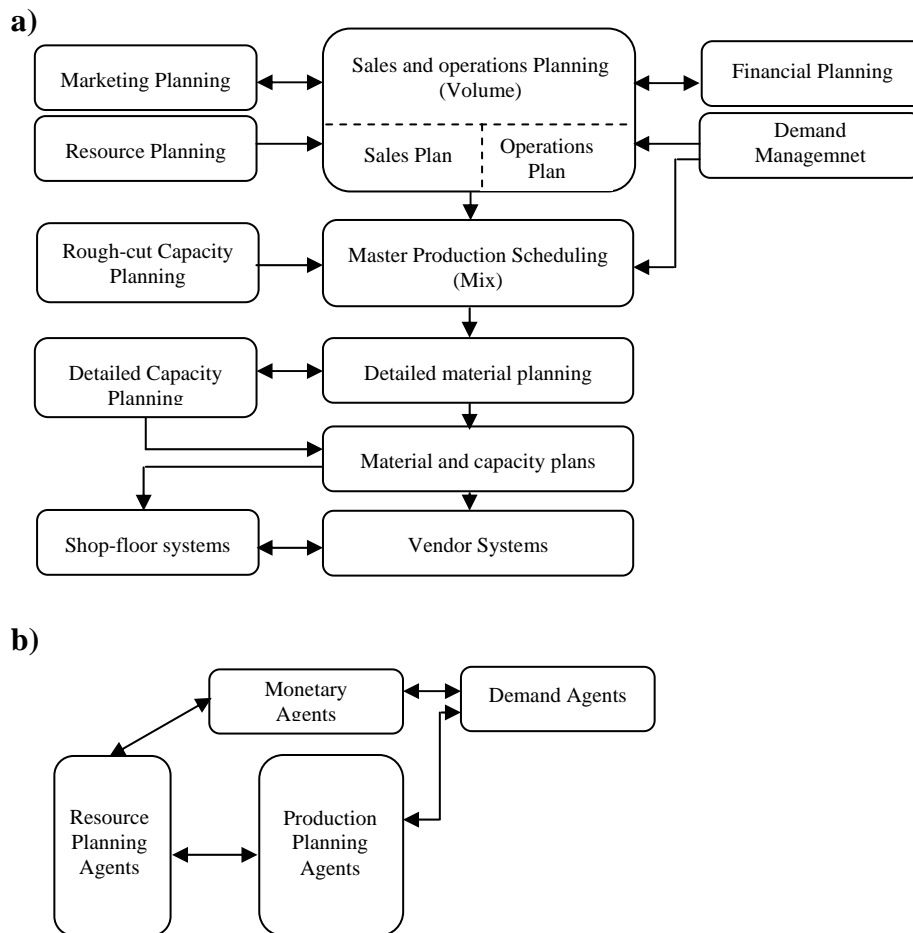 a)
Marketing Planning
Sales and operations Planning
(Volume)
Financial Planning
Resource Planning
Sales Plan
Operations
Plan
Demand
Managemnet
Rough-cut Capacity
Planning
Master Production Scheduling
(Mix)
Detailed Capacity
Planning
Detailed material planning
Material and capacity plans
Shop-floor systems
Vendor Systems
b)
Monetary
Agents
Demand Agents
Resource
Planning
Agents
Production
Planning
Agents